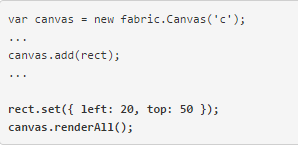 var canvas = new fabric.Canvas('c');
...
canvas.add(rect);
...
rect.set({ left: 20, top: 50 });
canvas.renderAll();